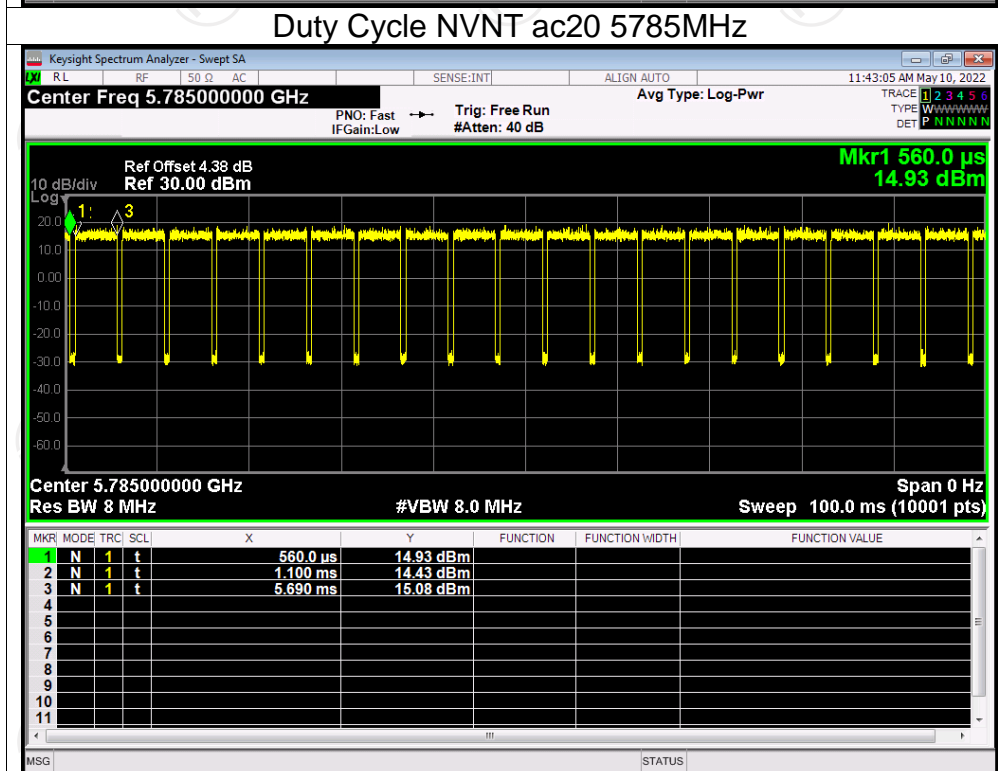 Duty Cycle NVNT ac20 5785MHz
Keysight Spectrum Analyzer - Swept SA
LXI RL RF 50 Ω AC SENSE:INT ALIGN AUTO 11:43:05 AM May 10, 2022
Center Freq 5.785000000 GHz Avg Type: Log-Pwr TRACE 1 2 3 4 5 6
PNO: Fast Trig: Free Run TYPE WWWWWW
IFGain:Low #Atten: 40 dB DET P N N N N N
Mkr1 560.0 µs
14.93 dBm
Ref Offset 4.38 dB
10 dB/div Ref 30.00 dBm
Log
1 3
20.0
10.0
0.00
-10.0
-20.0
-30.0
-40.0
-50.0
-60.0
Center 5.785000000 GHz Span 0 Hz
Res BW 8 MHz #VBW 8.0 MHz Sweep 100.0 ms (10001 pts)
MKR MODE TRC SCL X Y FUNCTION FUNCTION WIDTH FUNCTION VALUE
1 N 1 t 560.0 µs 14.93 dBm
2 N 1 t 1.100 ms 14.43 dBm
3 N 1 t 5.690 ms 15.08 dBm
4
5
6
7
8
9
10
11
MSG STATUS